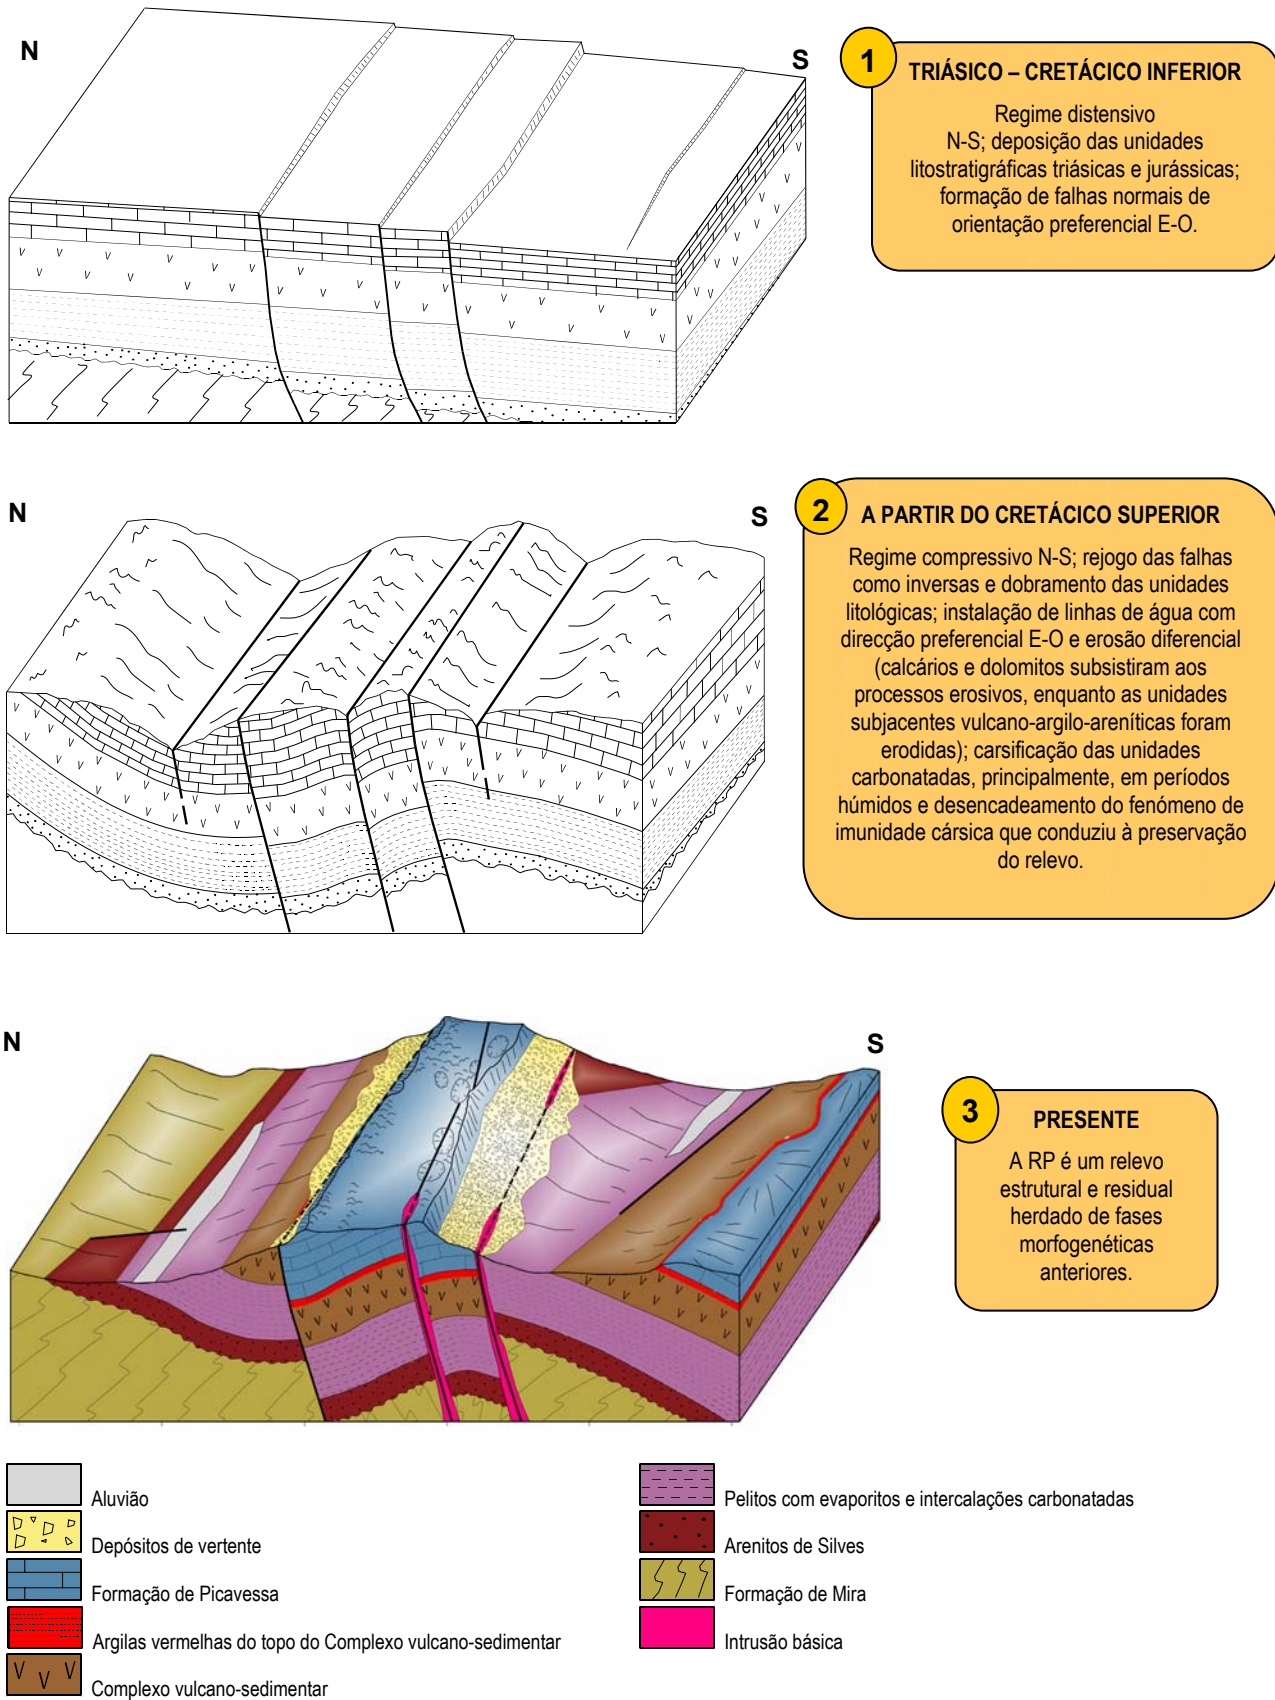 N
S
1
TRIÁSICO – CRETÁCICO INFERIOR
Regime distensivo
N-S; deposição das unidades
litostratigráficas triásicas e jurássicas;
formação de falhas normais de
orientação preferencial E-O.
N
S
2
A PARTIR DO CRETÁCICO SUPERIOR
Regime compressivo N-S; rejogo das falhas
como inversas e dobramento das unidades
litológicas; instalação de linhas de água com
direcção preferencial E-O e erosão diferencial
(calcários e dolomitos subsistiram aos
processos erosivos, enquanto as unidades
subjacentes vulcano-argilo-areníticas foram
erodidas); carsificação das unidades
carbonatadas, principalmente, em períodos
húmidos e desencadeamento do fenómeno de
imunidade cársica que conduziu à preservação
do relevo.
N
S
3
PRESENTE
A RP é um relevo
estrutural e residual
herdado de fases
morfogenéticas
anteriores.
Aluvião
Depósitos de vertente
Formação de Picavessa
Argilas vermelhas do topo do Complexo vulcano-sedimentar
Complexo vulcano-sedimentar
Pelitos com evaporitos e intercalações carbonatadas
Arenitos de Silves
Formação de Mira
Intrusão básica